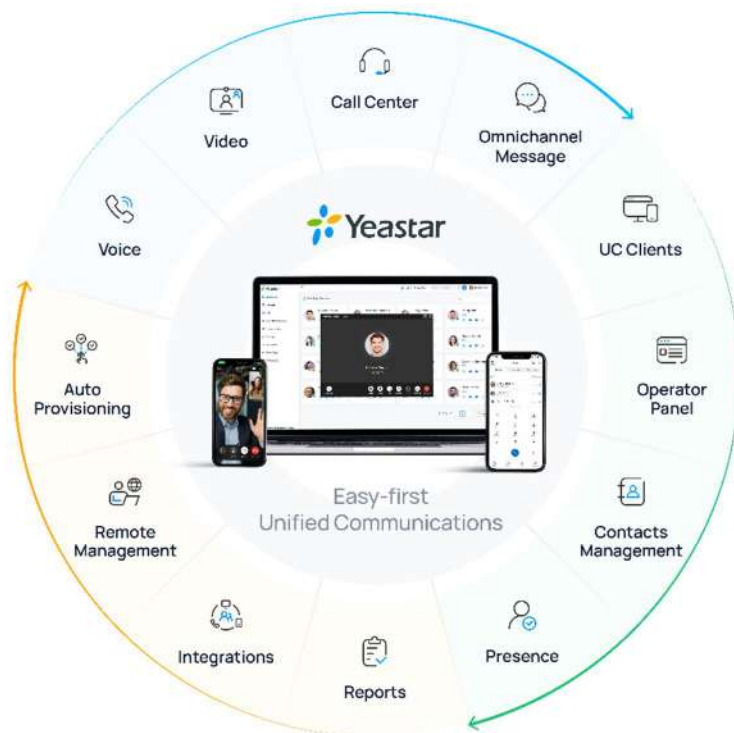 Call Center
Video
Omnichannel
Message
Voice
UC Clients
Yeastar
Auto
Provisioning
Operator
Panel
Easy-first
Unified Communications
Remote
Management
Contacts
Management
Integrations
Presence
Reports